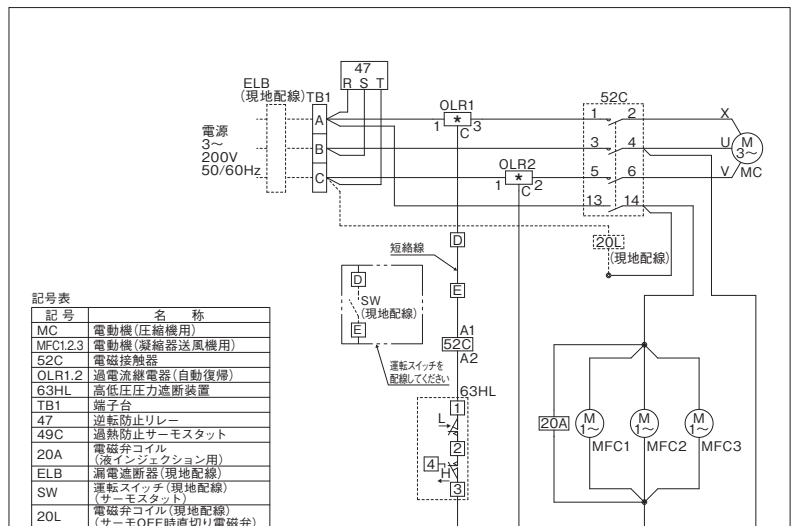 47
R S T
ELB
(現地配線)
TB1
電源
3～
200V
50/60Hz
A
B
C
OLR1
1 * 3
C
OLR2
1 * 2
C
52C
1 2
3 4
5 6
13 14
X
U
V
M
3～
MC
20L
(現地配線)
D
短絡線
E
D
SW
(現地配線)
E
運転スイッチを
配線してください
A1
52C
A2
63HL
1
L
2
4
H
3
20A
M
1～
MFC1
M
1～
MFC2
M
1～
MFC3
記号表
記 号 名 称
MC 電動機(圧縮機用)
MFC1.2.3 電動機(凝縮器送風機用)
52C 電磁接触器
OLR1.2 過電流継電器(自動復帰)
63HL 高低圧圧力遮断装置
TB1 端子台
47 逆転防止リレー
49C 過熱防止サーモスタット
20A 電磁弁コイル
(液インジェクション用)
ELB 漏電遮断器(現地配線)
SW 運転スイッチ(現地配線)
(サーモスタット)
20L 電磁弁コイル(現地配線)
(サーモOFF時直切り電磁弁)